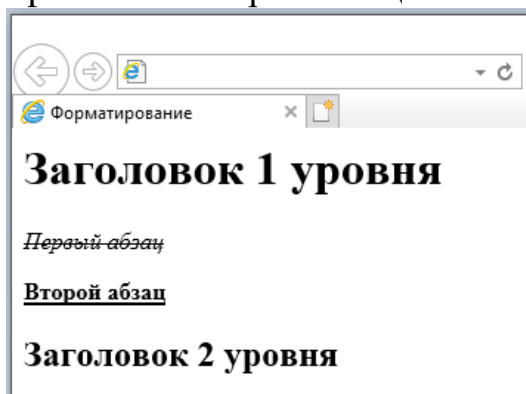 Форматирование
Заголовок 1 уровня
Первый абзац
Второй абзац
Заголовок 2 уровня